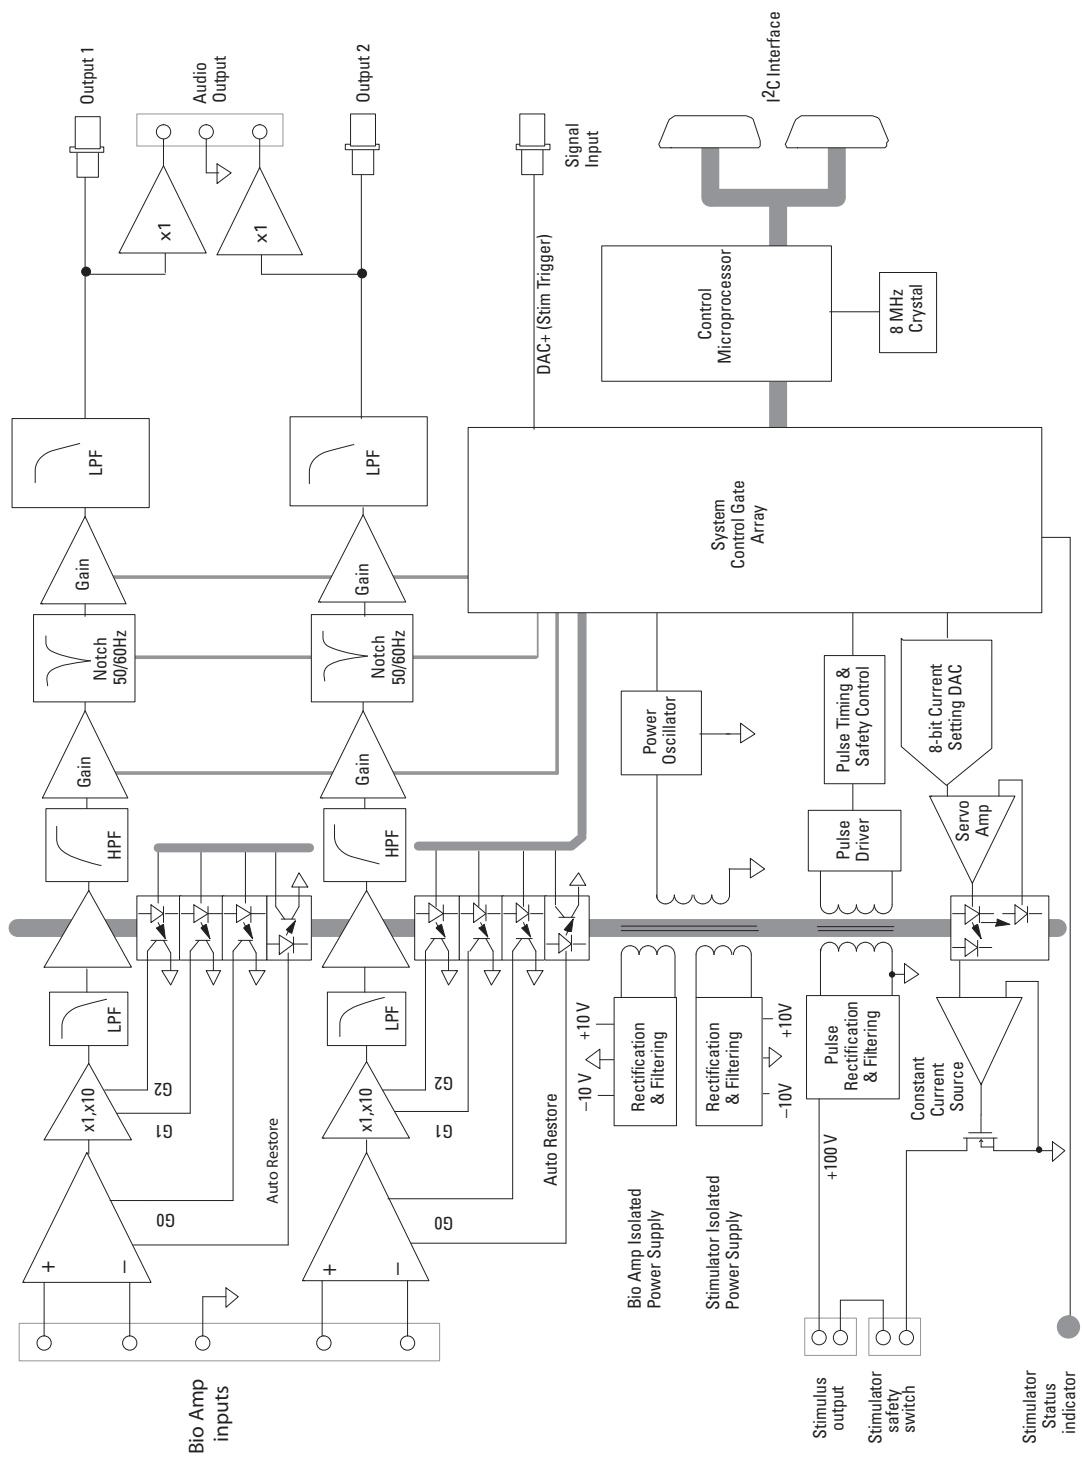 Bio Amp
inputs
+
–
+
–
G0
G1
G2
Auto Restore
G0
G1
G2
Auto Restore
x1,x10
x1,x10
LPF
LPF
HPF
HPF
Gain
Gain
Notch
50/60Hz
Notch
50/60Hz
Gain
Gain
LPF
LPF
x1
x1
Output 1
Audio
Output
Output 2
Signal
Input
DAC+ (Stim Trigger)
I2C Interface
Control
Microprocessor
8 MHz
Crystal
System
Control Gate
Array
Power
Oscillator
Pulse Timing &
Safety Control
8-bit Current
Setting DAC
Pulse
Driver
Servo
Amp
–10 V
+10 V
Rectification
& Filtering
Rectification
& Filtering
–10V
+10V
Pulse
Rectification
& Filtering
Constant
Current
Source
+100 V
Bio Amp Isolated
Power Supply
Stimulator Isolated
Power Supply
Stimulus
output
Stimulator
safety
switch
Stimulator
Status
indicator